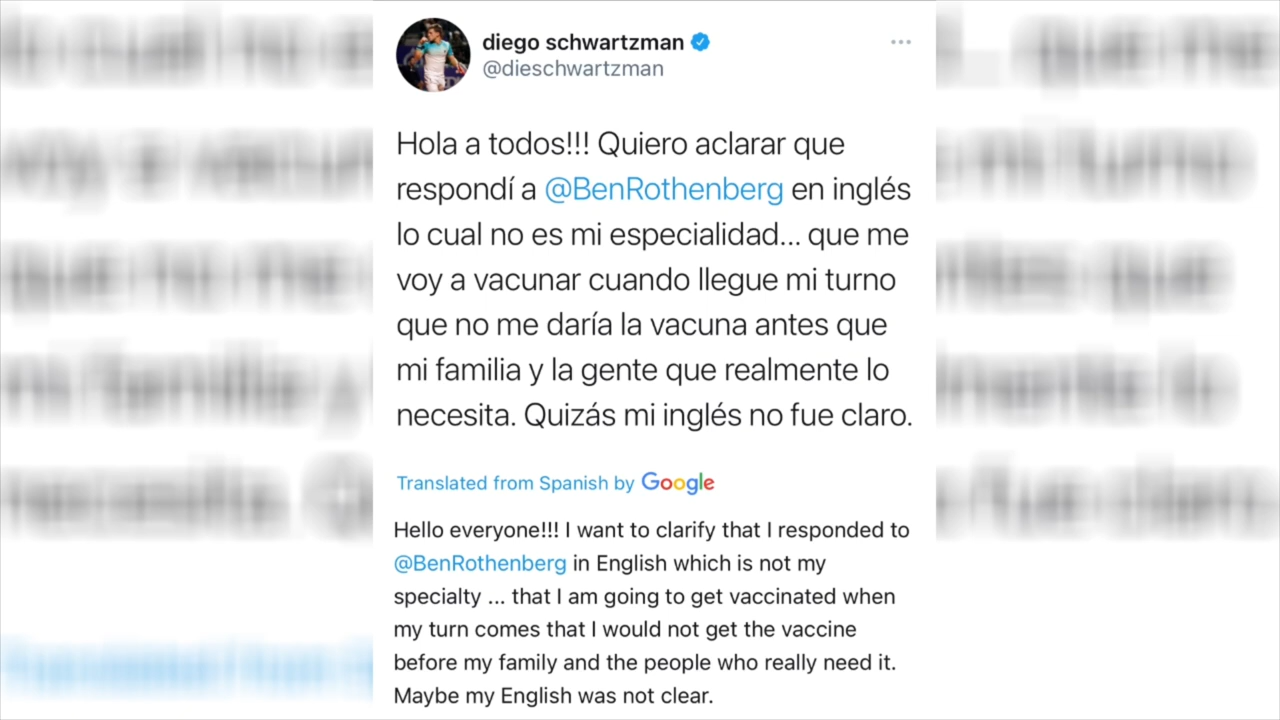 diego schwartzman
@dieschwartzman
Hola a todos!!! Quiero aclarar que
respondí a @BenRothenberg en inglés
lo cual no es mi especialidad... que me
voy a vacunar cuando llegue mi turno
que no me daría la vacuna antes que
mi familia y la gente que realmente lo
necesita. Quizás mi inglés no fue claro.
Translated from Spanish by Google
Hello everyone!!! I want to clarify that I responded to
@BenRothenberg in English which is not my
specialty ... that I am going to get vaccinated when
my turn comes that I would not get the vaccine
before my family and the people who really need it.
Maybe my English was not clear.